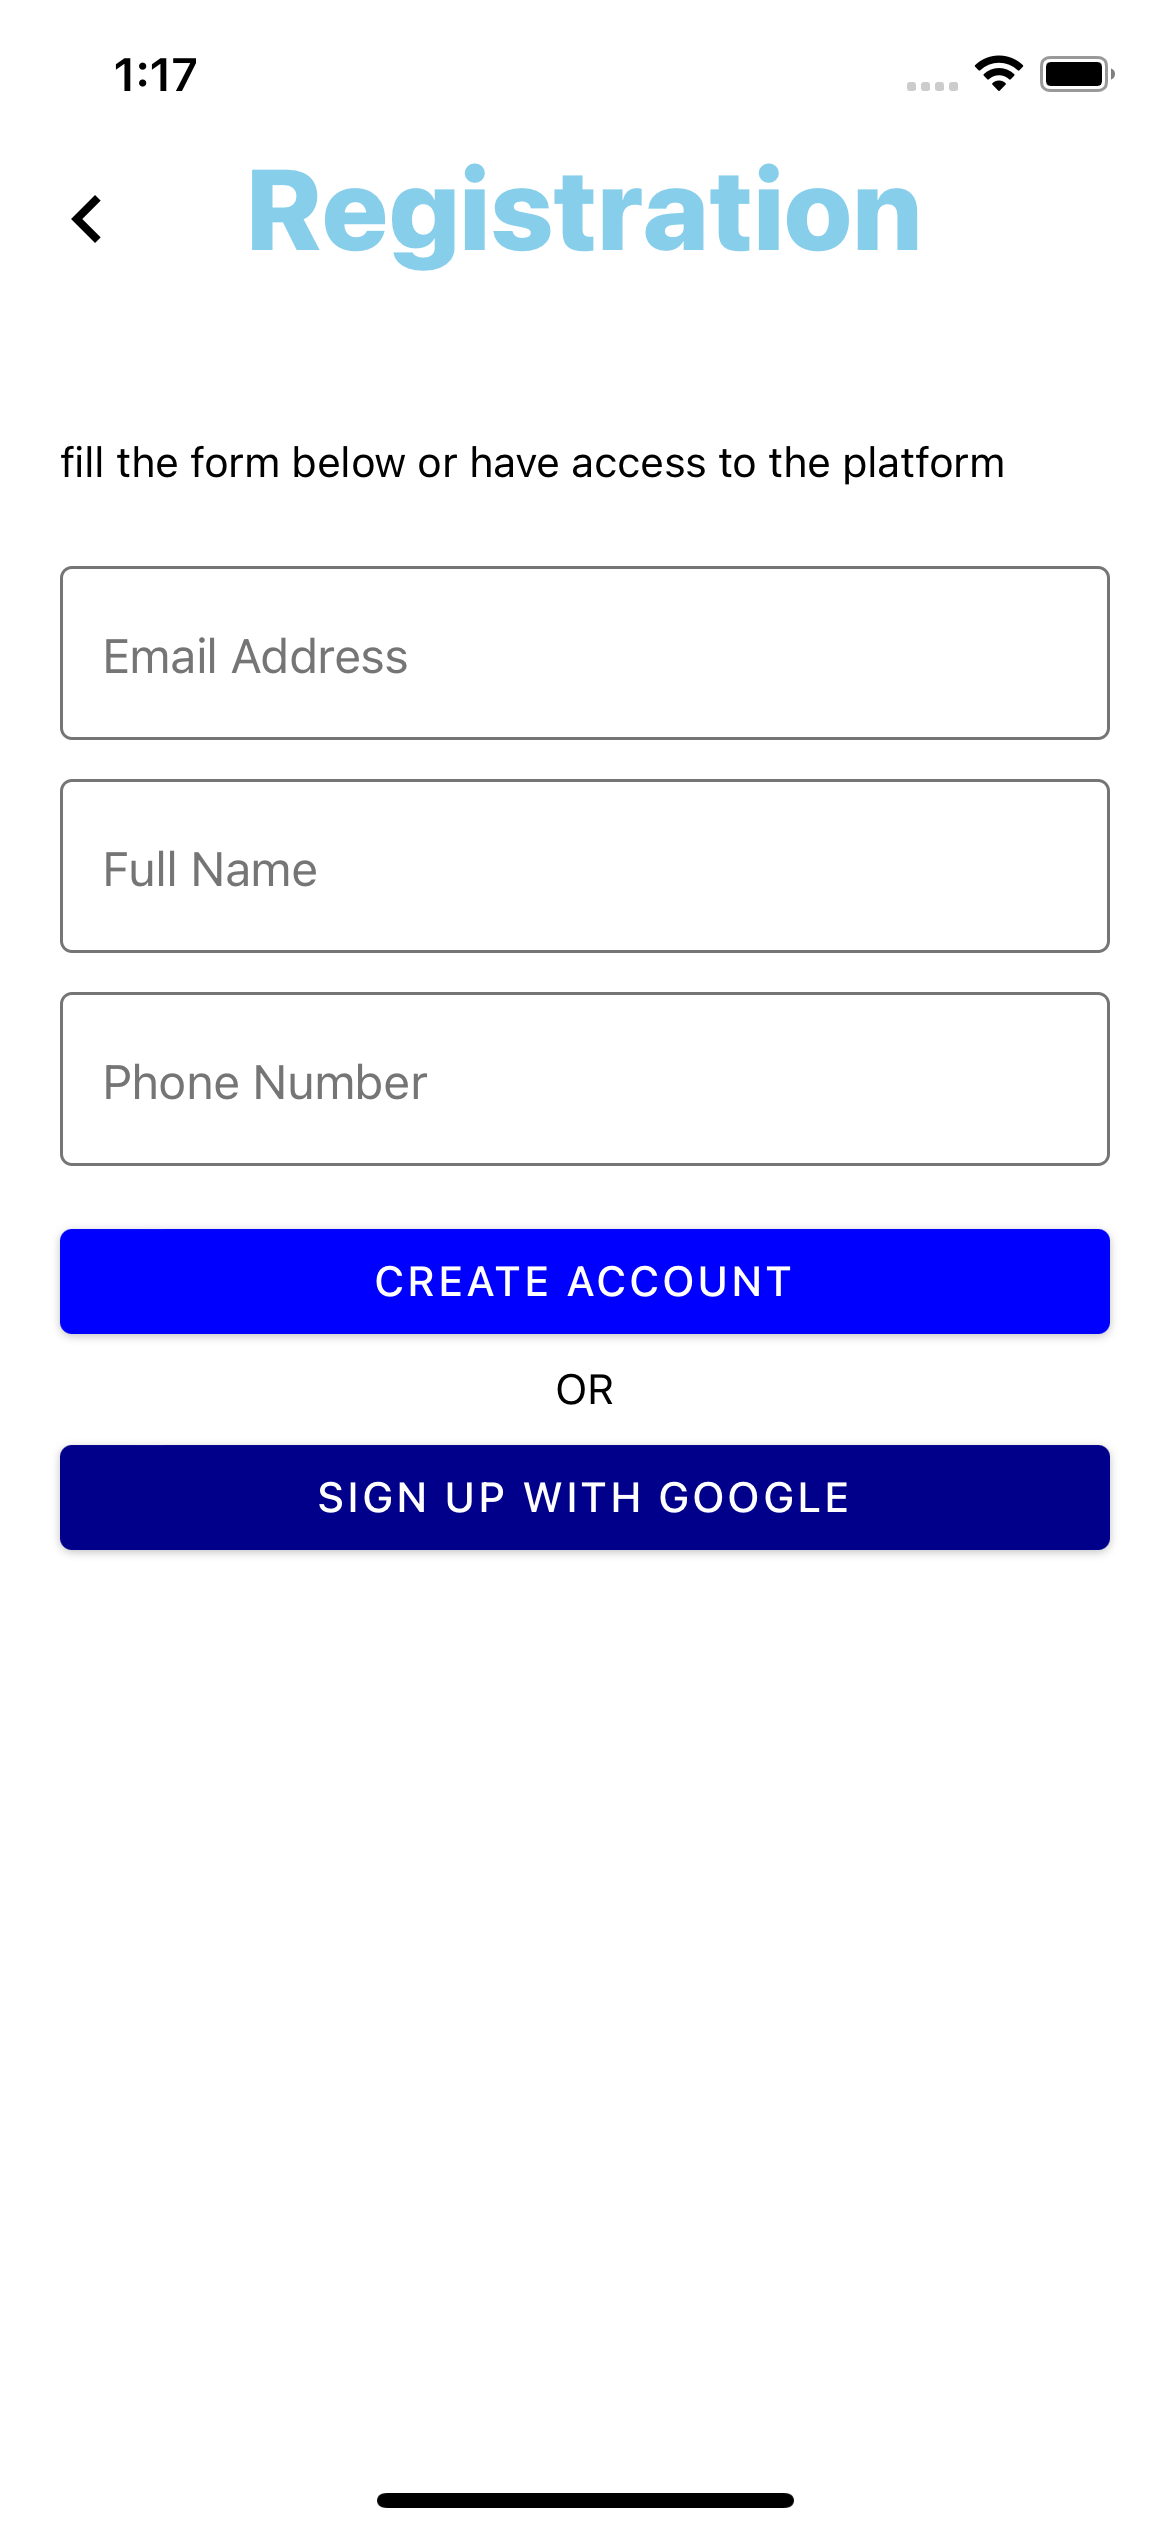 1:17
Registration
fill the form below or have access to the platform
Email Address
Full Name
Phone Number
CREATE ACCOUNT
OR
SIGN UP WITH GOOGLE